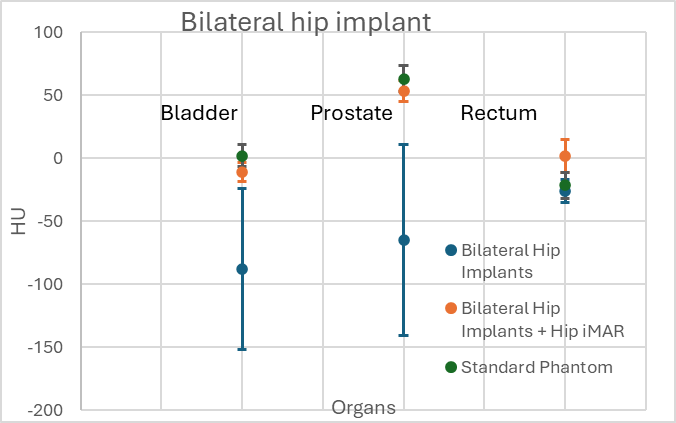 Bilateral hip implant
100
50
0
-50
-100
-150
-200
HU
Bladder
Prostate
Rectum
Bilateral Hip
Implants
Bilateral Hip
Implants + Hip iMAR
Standard Phantom
Organs